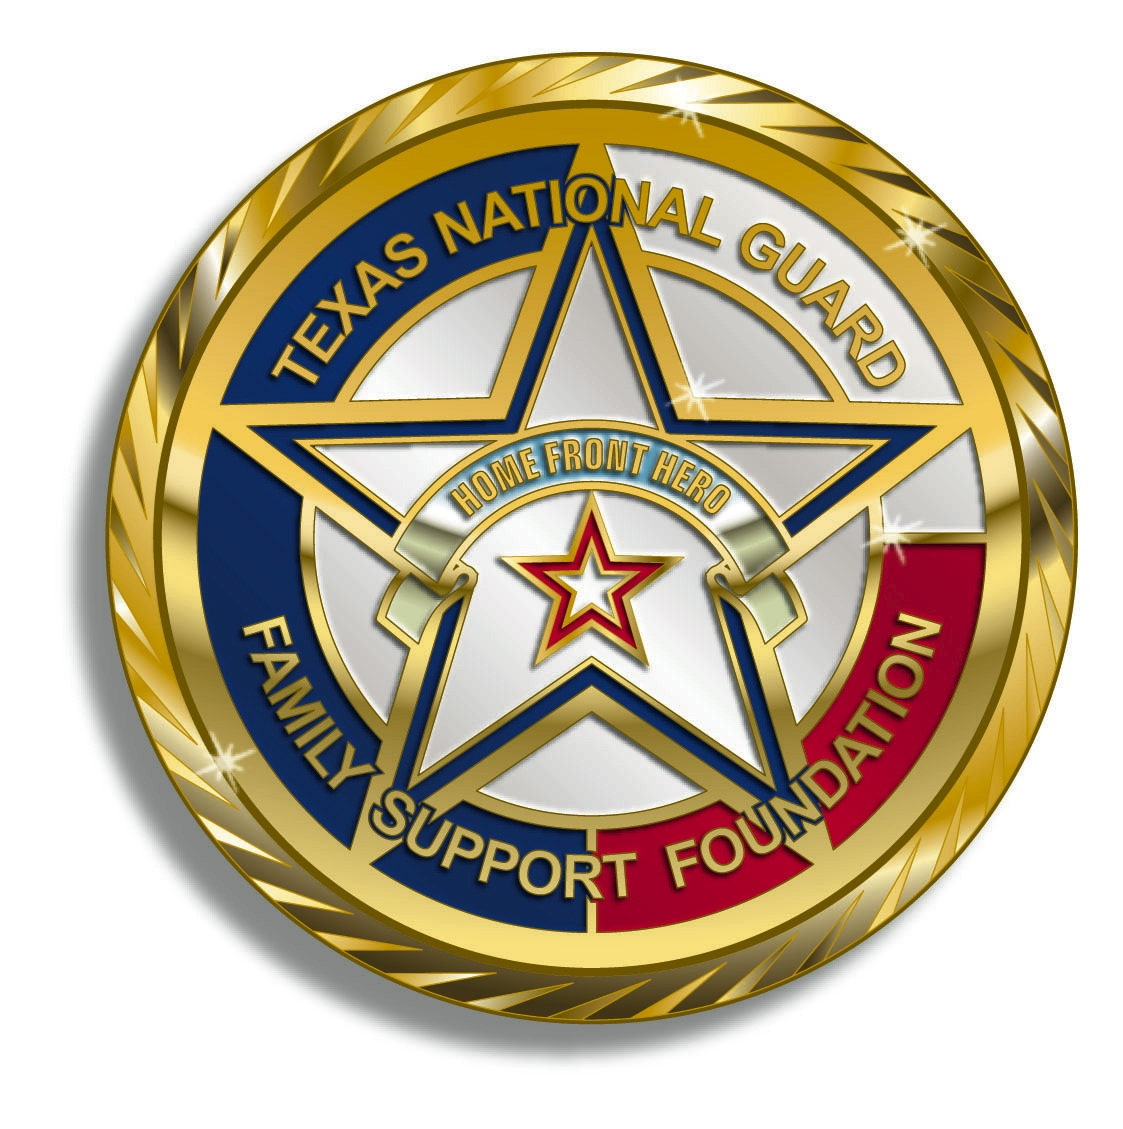 TEXAS NATIONAL GUARD
HOME FRONT HERO
FAMILY SUPPORT FOUNDATION